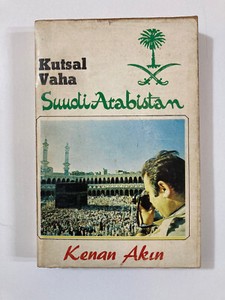 Kutsal
Vaha
Suudi Arabistan
Kenan Akın